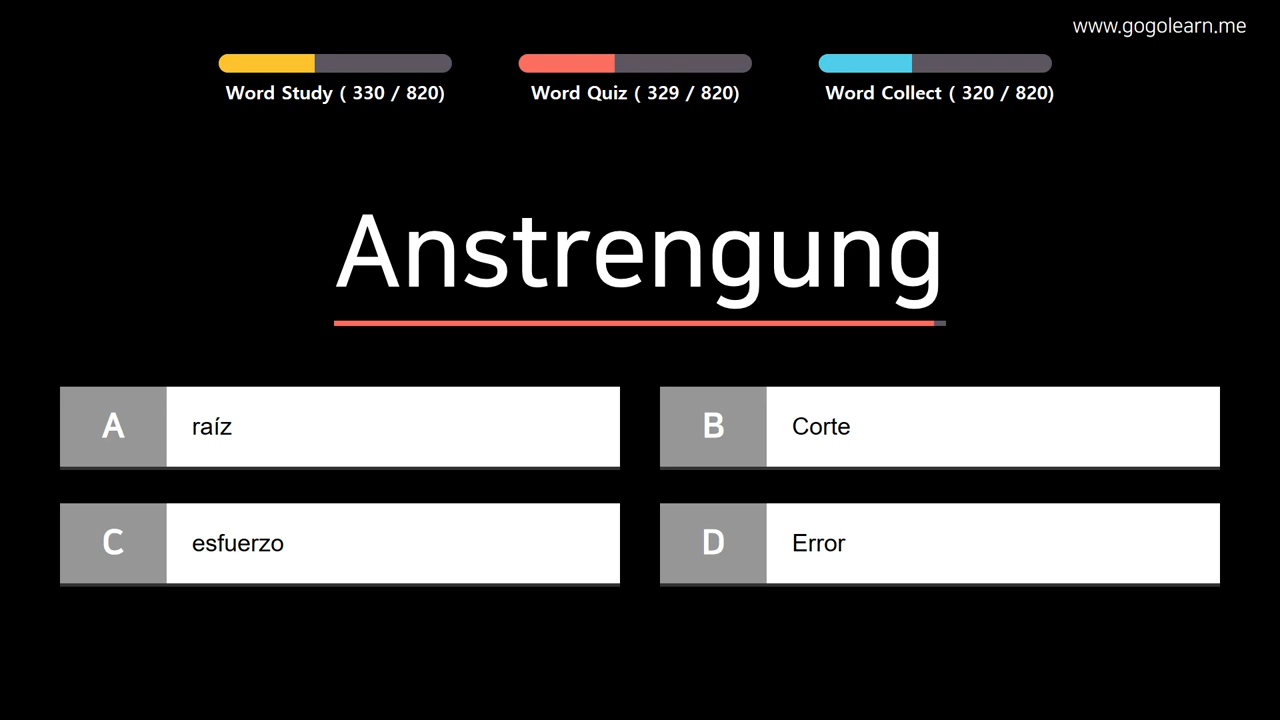 www.gogolearn.me
Word Study ( 330 / 820)
Word Quiz ( 329 / 820)
Word Collect ( 320 / 820)
Anstrengung
A raíz
B Corte
C esfuerzo
D Error